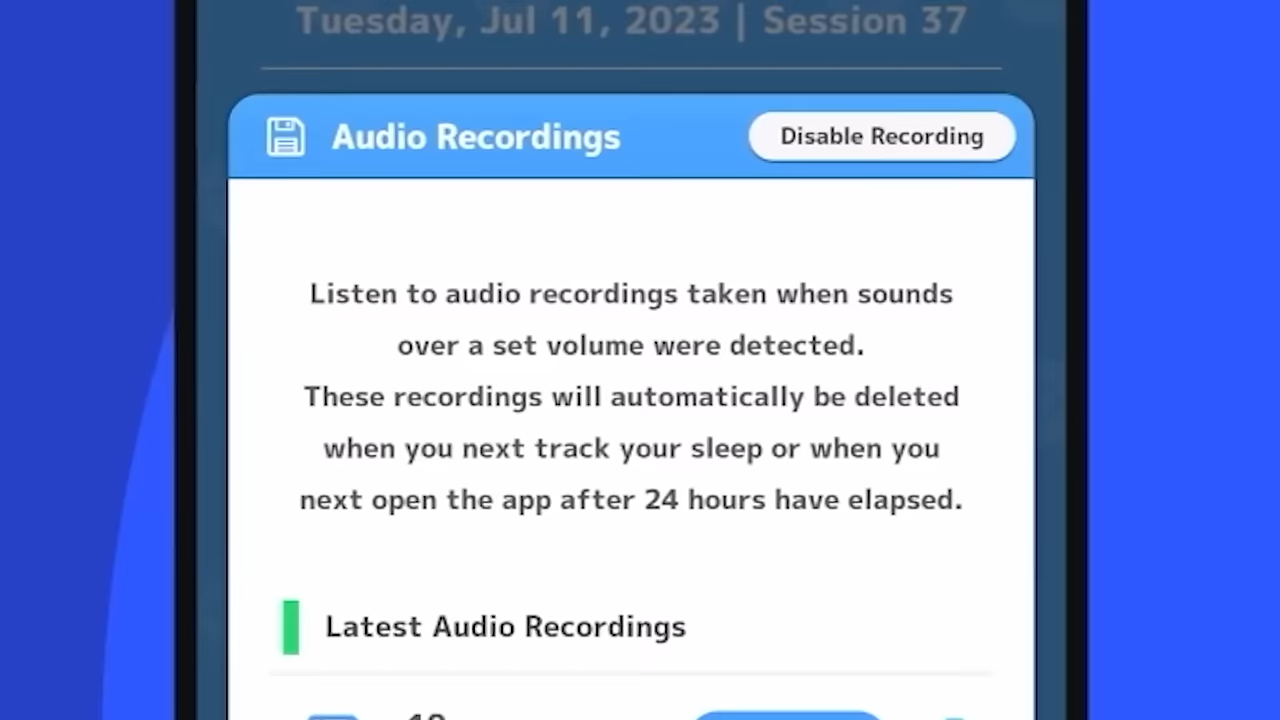 Tuesday, Jul 11, 2023 | Session 37
Audio Recordings
Disable Recording
Listen to audio recordings taken when sounds
over a set volume were detected.
These recordings will automatically be deleted
when you next track your sleep or when you
next open the app after 24 hours have elapsed.
Latest Audio Recordings